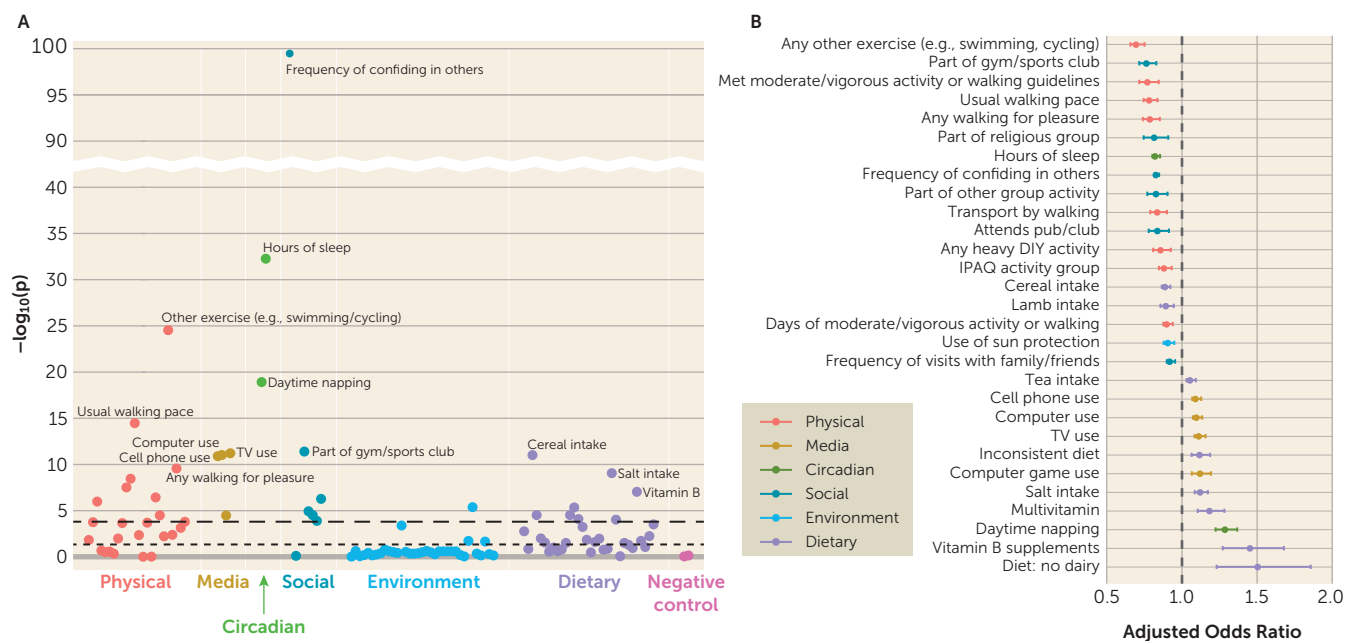 A
−log10(p)
100
95
90
40
35
30
25
20
15
10
5
0
Frequency of confiding in others
Hours of sleep
Other exercise (e.g., swimming/cycling)
Daytime napping
Usual walking pace
Computer use
Cell phone use
TV use
Any walking for pleasure
Part of gym/sports club
Cereal intake
Salt intake
Vitamin B
Physical
Media
Circadian
Social
Environment
Dietary
Negative
control
B
Any other exercise (e.g., swimming, cycling)
Part of gym/sports club
Met moderate/vigorous activity or walking guidelines
Usual walking pace
Any walking for pleasure
Part of religious group
Hours of sleep
Frequency of confiding in others
Part of other group activity
Transport by walking
Attends pub/club
Any heavy DIY activity
IPAQ activity group
Cereal intake
Lamb intake
Days of moderate/vigorous activity or walking
Use of sun protection
Frequency of visits with family/friends
Tea intake
Cell phone use
Computer use
TV use
Inconsistent diet
Computer game use
Salt intake
Multivitamin
Daytime napping
Vitamin B supplements
Diet: no dairy
0.5 1.0 1.5 2.0
Adjusted Odds Ratio
Physical
Media
Circadian
Social
Environment
Dietary